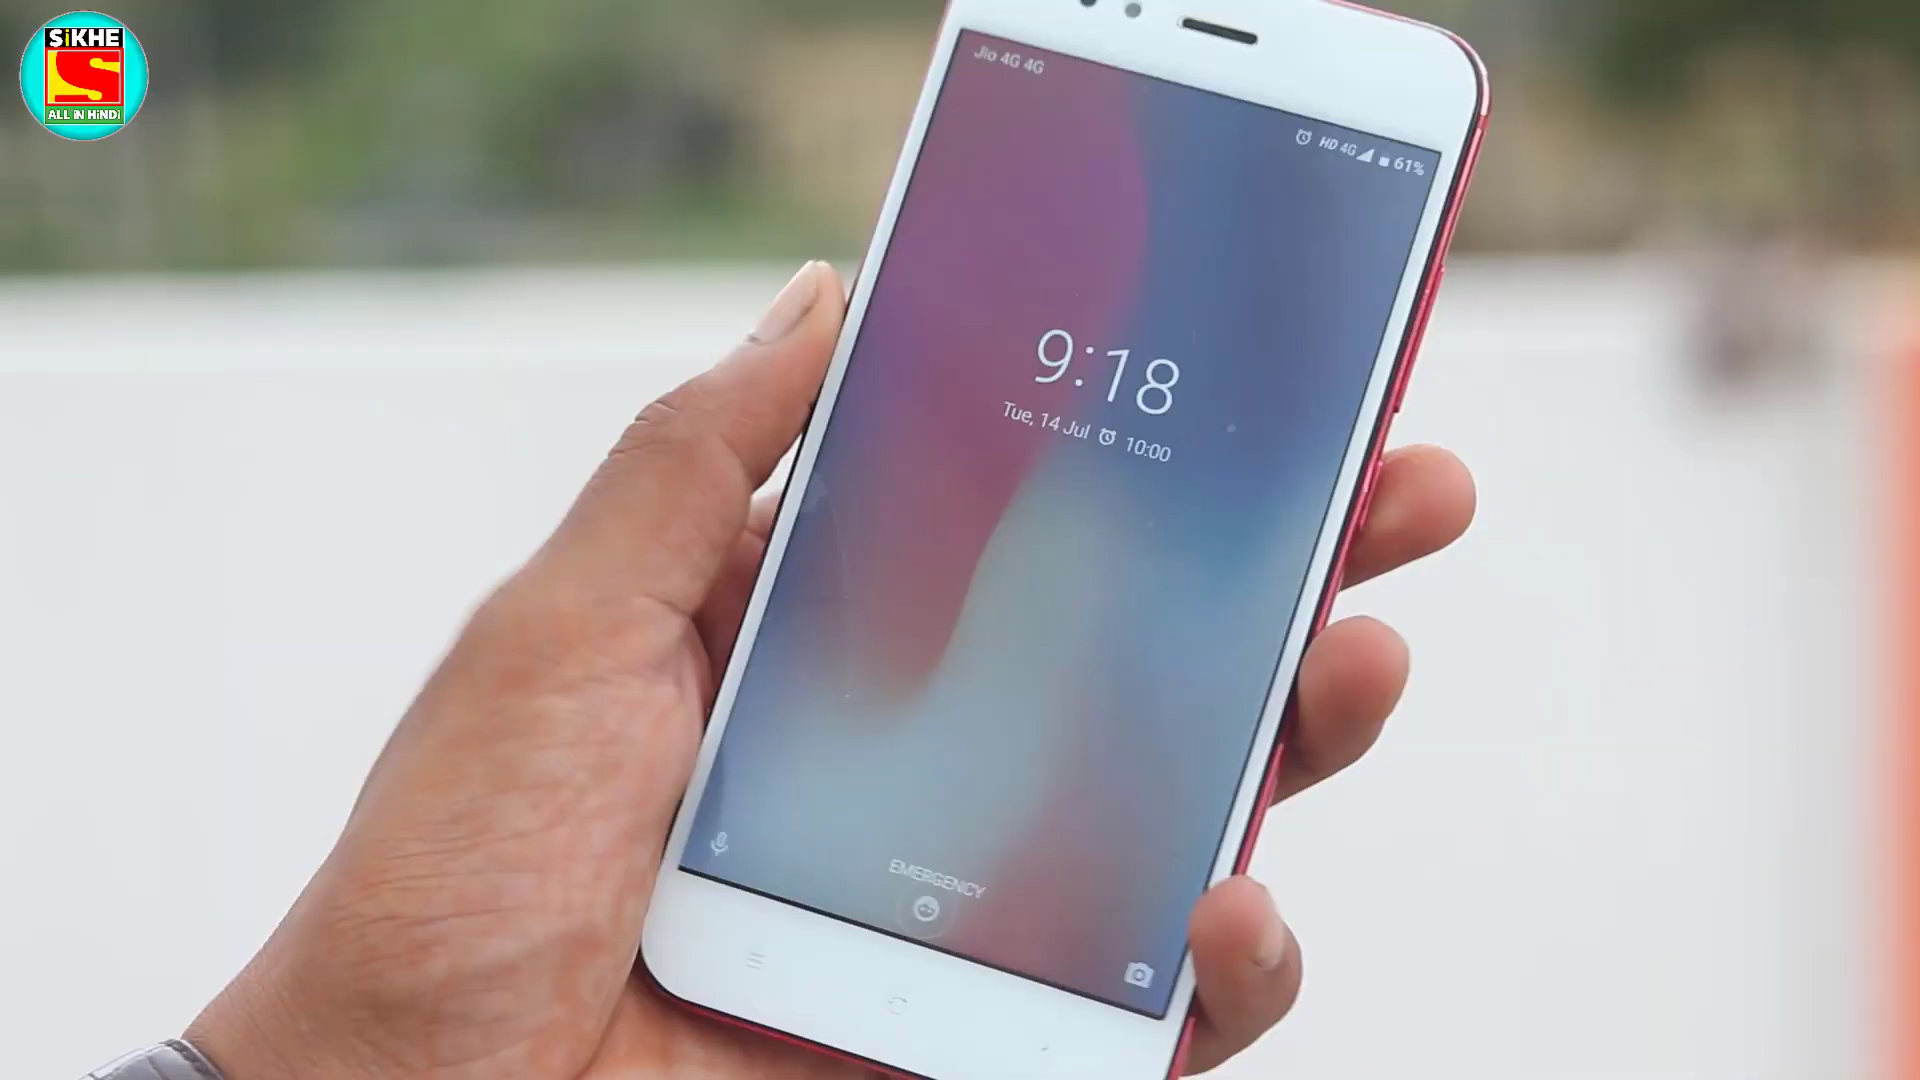 SiKHE
ALL IN HiNDi
Jio 4G 4G
HD 4G 61%
9:18
Tue, 14 Jul 10:00
EMERGENCY